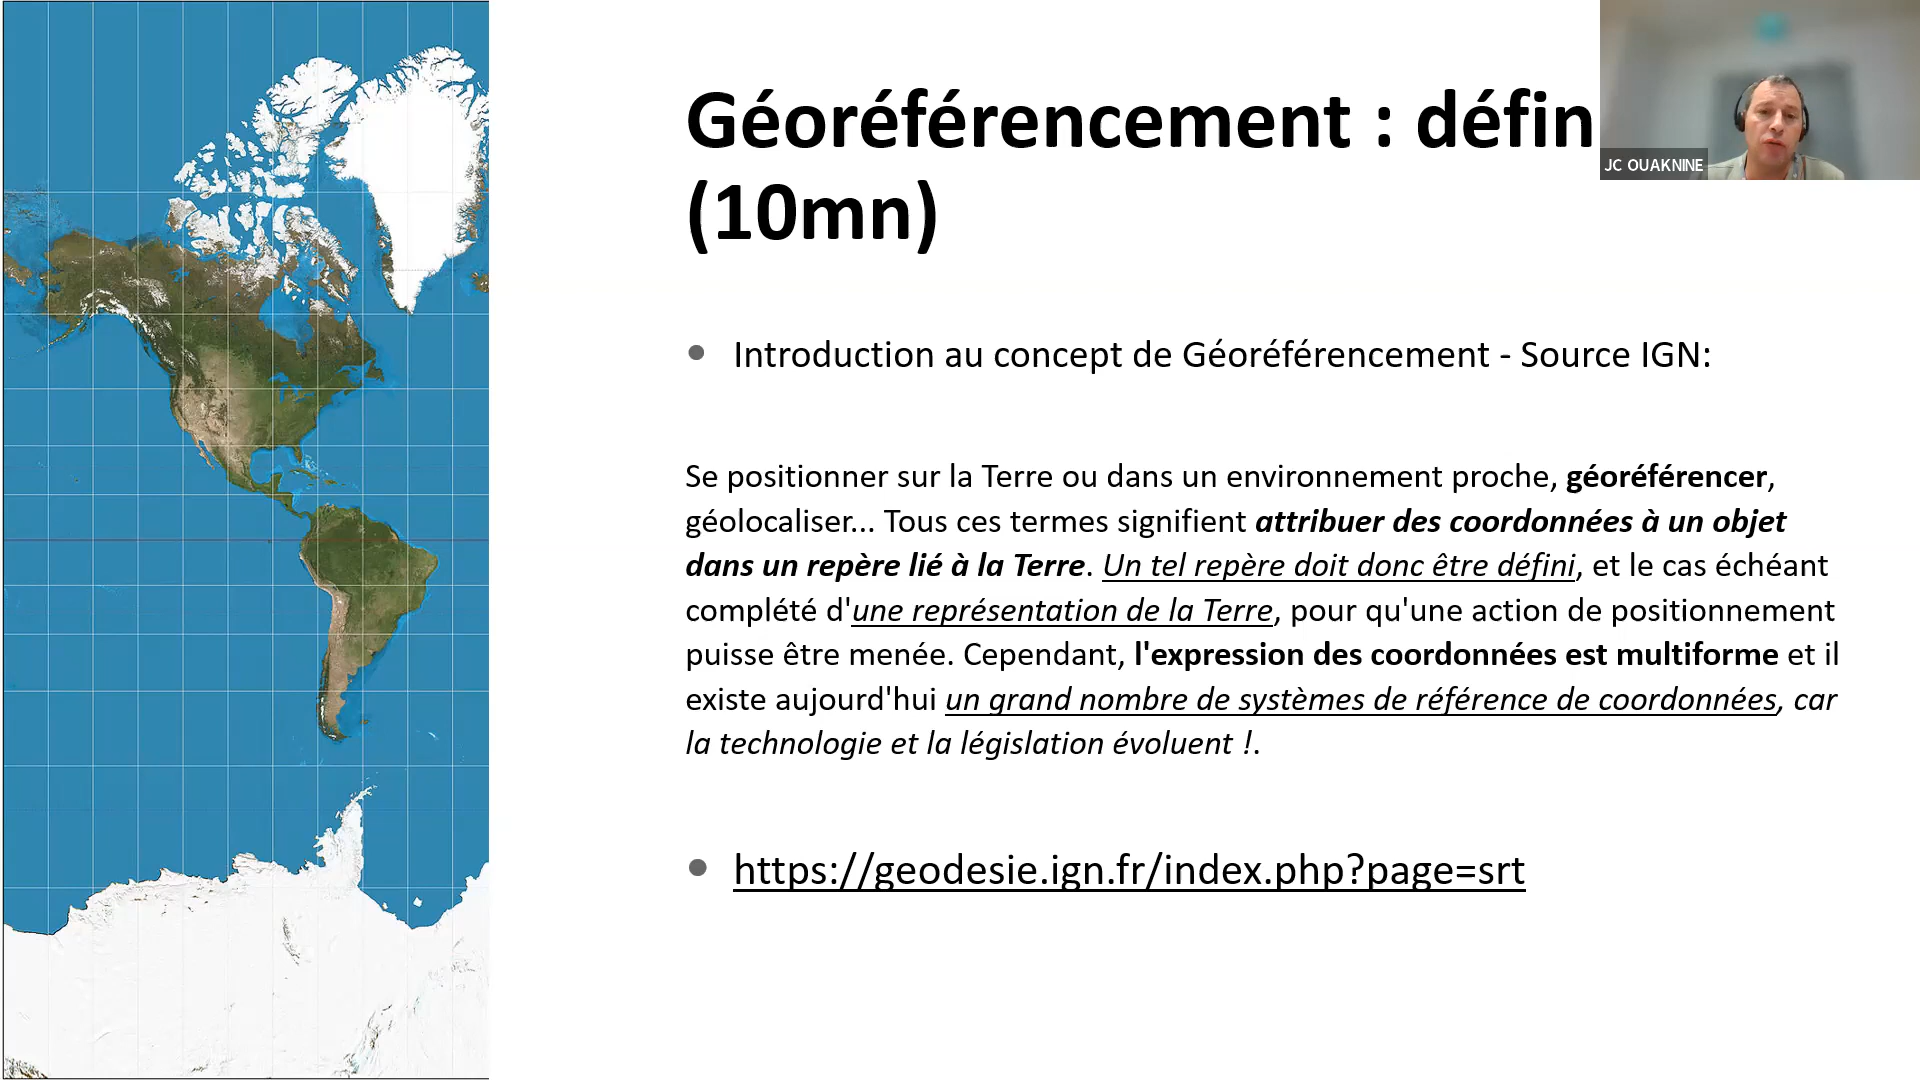 Géoréférencement : défin
(10mn)
JC OUAKNINE
Introduction au concept de Géoréférencement - Source IGN:
Se positionner sur la Terre ou dans un environnement proche, géoréférencer,
géolocaliser... Tous ces termes signifient attribuer des coordonnées à un objet
dans un repère lié à la Terre. Un tel repère doit donc être défini, et le cas échéant
complété d'une représentation de la Terre, pour qu'une action de positionnement
puisse être menée. Cependant, l'expression des coordonnées est multiforme et il
existe aujourd'hui un grand nombre de systèmes de référence de coordonnées, car
la technologie et la législation évoluent !.
https://geodesie.ign.fr/index.php?page=srt